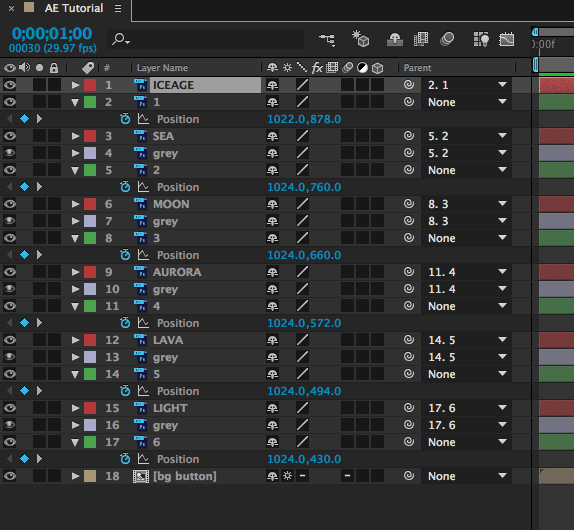 × AE Tutorial
0;00;01;00
00030 (29.97 fps)
:00f
# Layer Name fx Parent
1 ICEAGE 2. 1
2 1 None
Position 1022.0,878.0
3 SEA 5. 2
4 grey 5. 2
5 2 None
Position 1024.0,760.0
6 MOON 8. 3
7 grey 8. 3
8 3 None
Position 1024.0,660.0
9 AURORA 11. 4
10 grey 11. 4
11 4 None
Position 1024.0,572.0
12 LAVA 14. 5
13 grey 14. 5
14 5 None
Position 1024.0,494.0
15 LIGHT 17. 6
16 grey 17. 6
17 6 None
Position 1024.0,430.0
18 [bg button] None